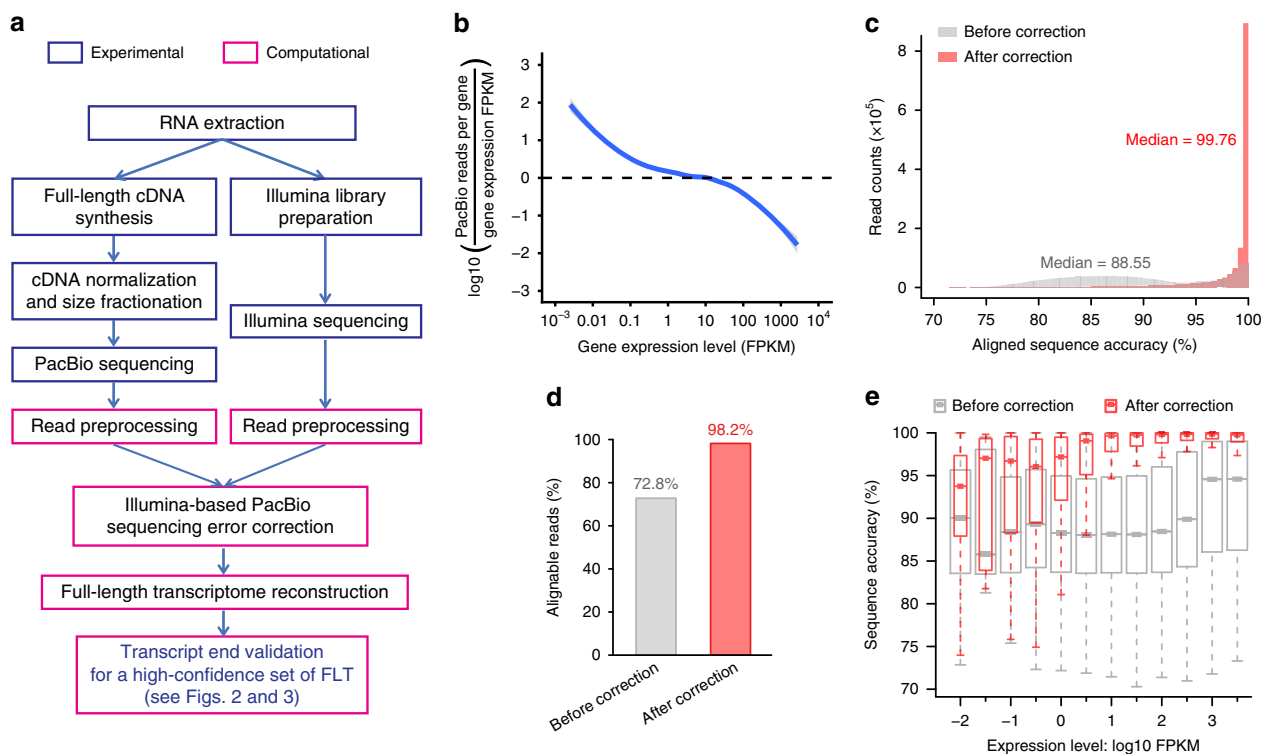 a
Experimental
Computational
RNA extraction
Full-length cDNA
synthesis
Illumina library
preparation
cDNA normalization
and size fractionation
Illumina sequencing
PacBio sequencing
Read preprocessing
Read preprocessing
Illumina-based PacBio
sequencing error correction
Full-length transcriptome reconstruction
Transcript end validation
for a high-confidence set of FLT
(see Figs. 2 and 3)
b
log10 (PacBio reads per gene
gene expression FPKM)
3
2
1
0
−1
−2
−3
10⁻³ 0.01 0.1 1 10 100 1000 10⁴
Gene expression level (FPKM)
c
Before correction
After correction
Median = 99.76
Median = 88.55
Read counts (×10⁵)
8
6
4
2
0
70 75 80 85 90 95 100
Aligned sequence accuracy (%)
d
Alignable reads (%)
100
80
60
40
20
0
72.8%
98.2%
Before correction
After correction
e
Before correction
After correction
Sequence accuracy (%)
100
95
90
85
80
75
70
−2 −1 0 1 2 3
Expression level: log10 FPKM